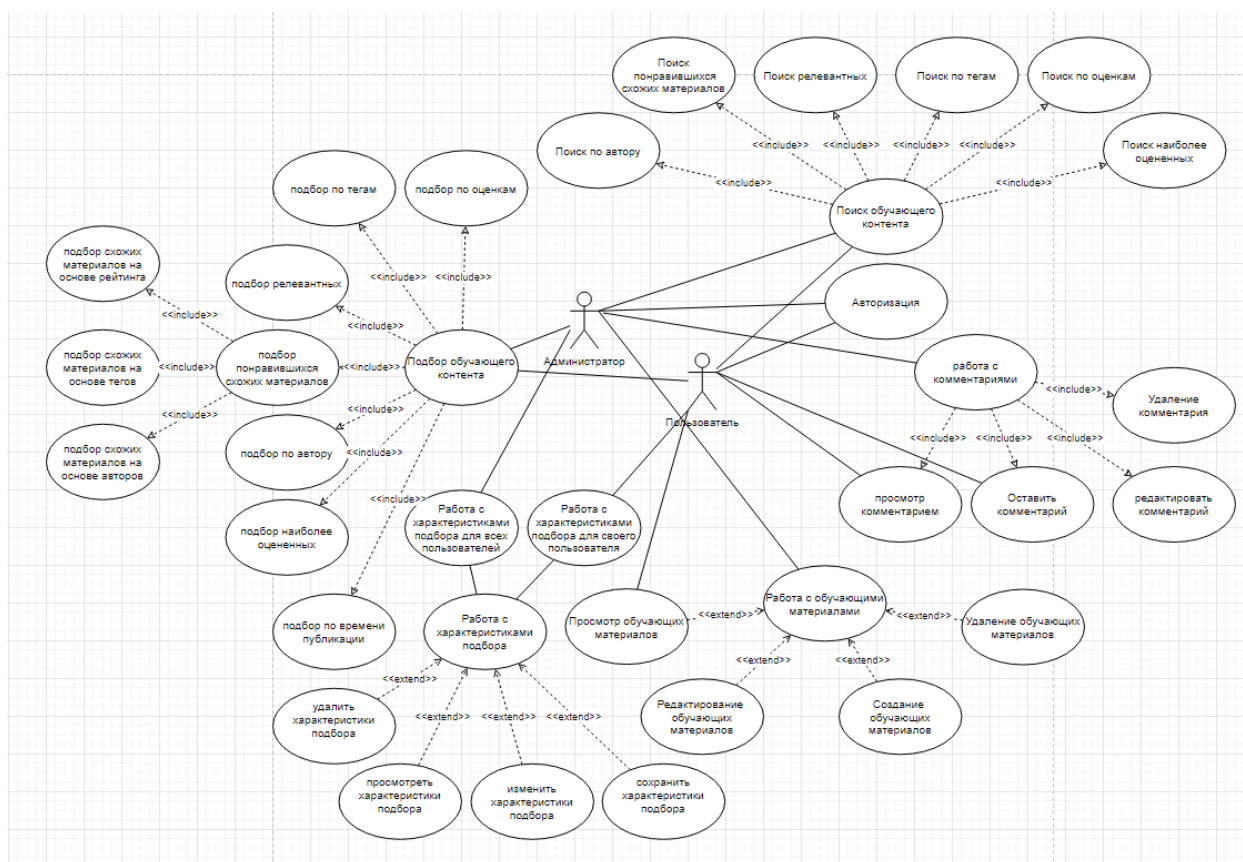 Поиск
понравившихся
схожих материалов
Поиск релевантных
Поиск по тегам
Поиск по оценкам
Поиск по автору
Поиск наиболее
оцененных
<<include>>
<<include>>
<<include>>
<<include>>
<<include>>
<<include>>
Поиск обучающего
контента
подбор по тегам
подбор по оценкам
подбор схожих
материалов на
основе рейтинга
подбор релевантных
<<include>>
<<include>>
<<include>>
<<include>>
Авторизация
Администратор
подбор схожих
материалов на
основе тегов
<<include>>
подбор
понравившихся
схожих материалов
<<include>>
Подбор обучающего
контента
работа с
комментариями
<<include>>
Удаление
комментария
<<include>>
<<include>>
Пользователь
<<include>>
<<include>>
<<include>>
подбор схожих
материалов на
основе авторов
подбор по автору
<<include>>
<<include>>
просмотр
комментарием
Оставить
комментарий
редактировать
комментарий
подбор наиболее
оцененных
Работа с
характеристиками
подбора для всех
пользователей
Работа с
характеристиками
подбора для своего
пользователя
подбор по времени
публикации
Работа с
характеристиками
подбора
Просмотр обучающих
материалов
<<extend>>
Работа с обучающими
материалами
<<extend>>
Удаление обучающих
материалов
<<extend>>
<<extend>>
<<extend>>
удалить
характеристики
подбора
<<extend>>
<<extend>>
<<extend>>
Редактирование
обучающих
материалов
Создание
обучающих
материалов
просмотреть
характеристики
подбора
изменить
характеристики
подбора
сохранить
характеристики
подбора